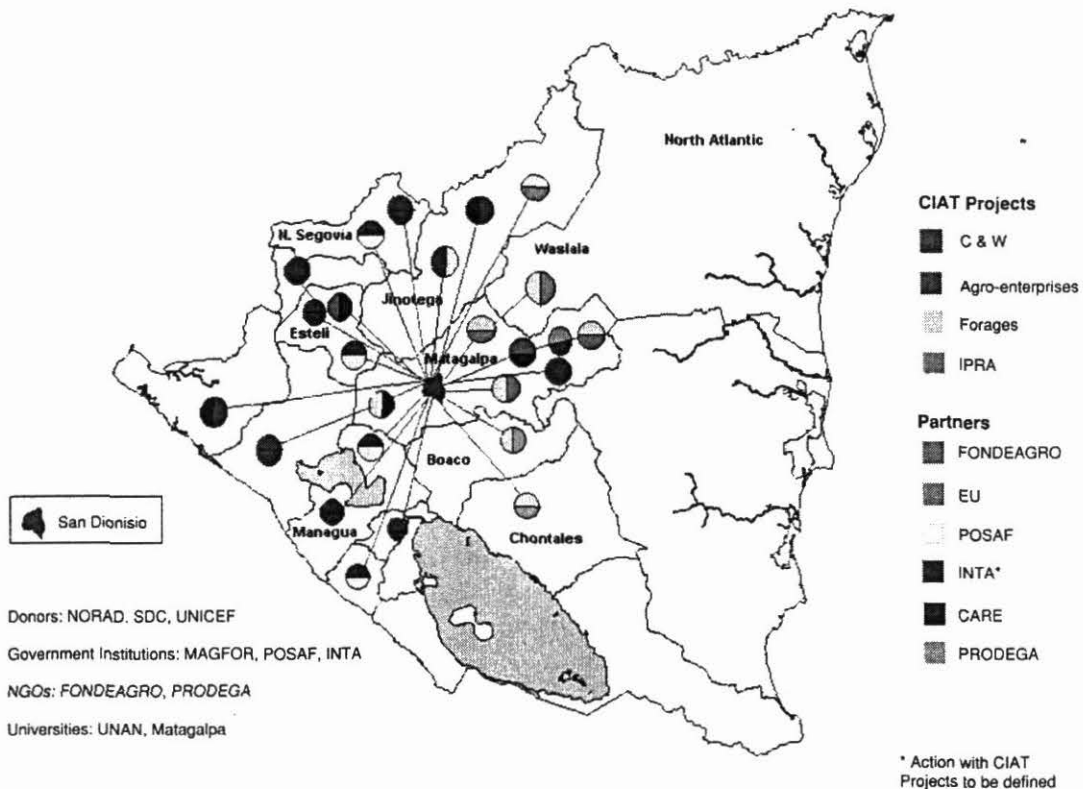 North Atlantic
N. Segovia
Waslala
Jinotega
Esteli
Matagalpa
Boaco
Managua
Chontales
San Dionisio
Donors: NORAD. SDC, UNICEF
Government Institutions: MAGFOR, POSAF, INTA
NGOs: FONDEAGRO, PRODEGA
Universities: UNAN, Matagalpa
CIAT Projects
C & W
Agro-enterprises
Forages
IPRA
Partners
FONDEAGRO
EU
POSAF
INTA*
CARE
PRODEGA
* Action with CIAT
Projects to be defined